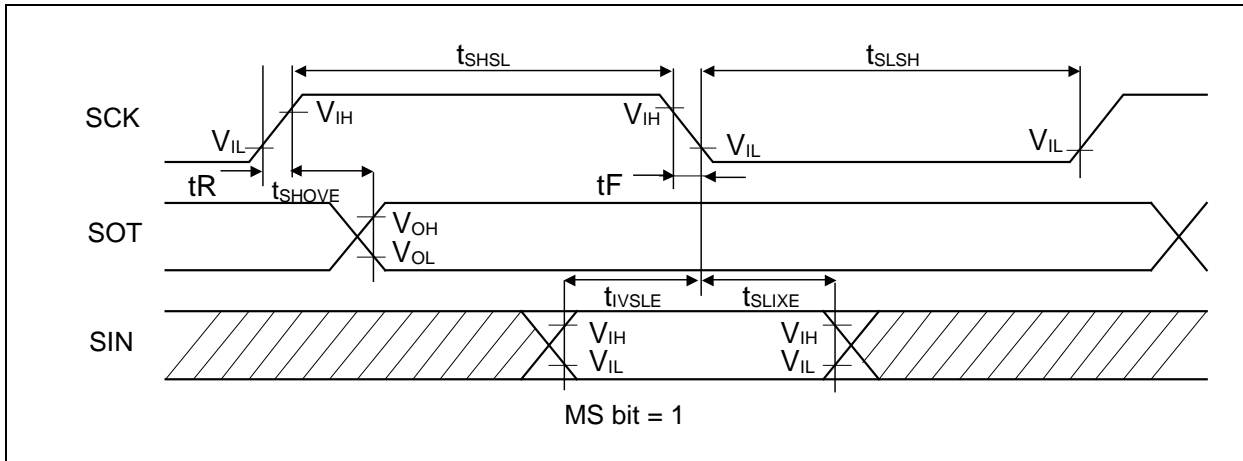 tSHSL
tSLSH
SCK
VIH
VIH
VIL
VIL
VIL
tR
tSHOVE
tF
SOT
VOH
VOL
tIVSLE
tSLIXE
SIN
VIH
VIH
VIL
VIL
MS bit = 1